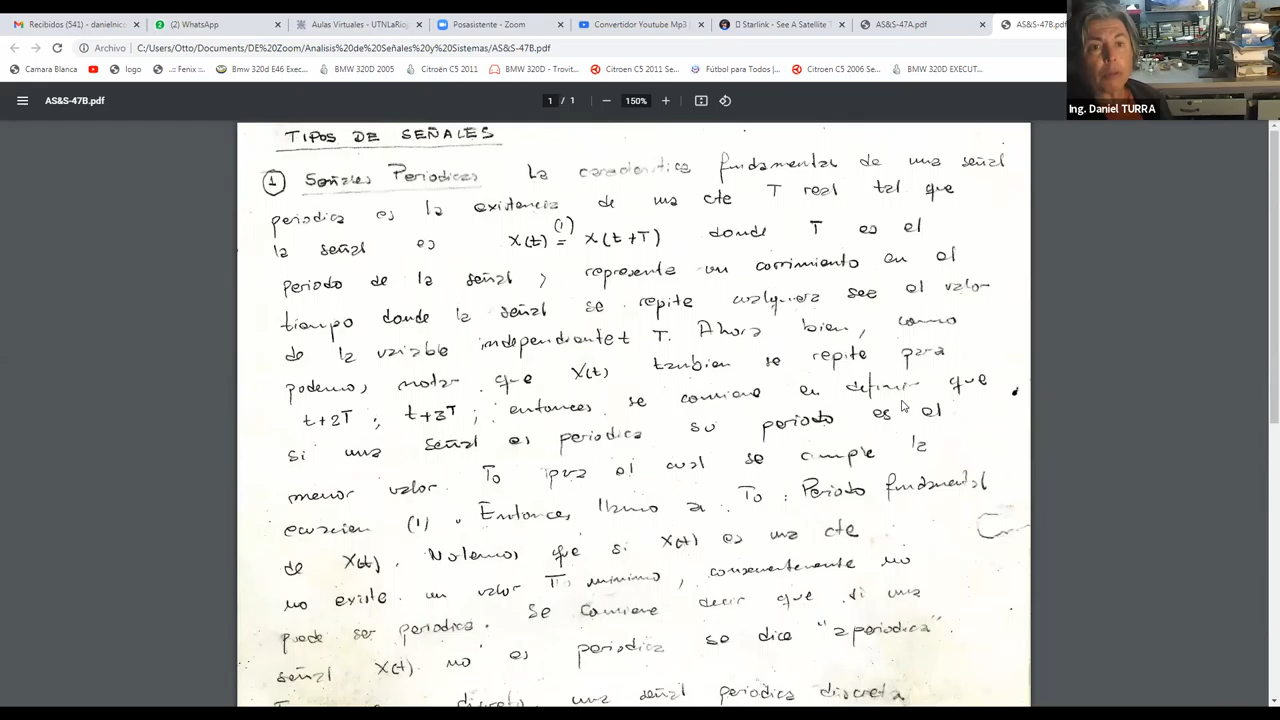 Recibidos (541) - danielnico
(2) WhatsApp
Aulas Virtuales - UTNLaRioj
Posasistente - Zoom
Convertidor Youtube Mp3
Starlink - See A Satellite T
AS&S-47A.pdf
AS&S-47B.pdf
Archivo C:/Users/Otto/Documents/DE%20Zoom/Analisis%20de%20Señales%20y%20Sistemas/AS&S-47B.pdf
Camara Blanca
logo
..:: Fenix ::..
Bmw 320d E46 Exec...
BMW 320D 2005
Citroën C5 2011
BMW 320D – Trovit...
Citroen C5 2011 Se...
Fútbol para Todos |...
Citroen C5 2006 Se...
BMW 320D EXECUT...
Ing. Daniel TURRA
AS&S-47B.pdf
1 / 1
150%
TIPOS DE SEÑALES
1 Señales Periodicas La caracteristica fundamental de una señal
periodica es la existencia de una cte T real tal que
la señal es x(t) (1)= x(t+T) donde T es el
periodo de la señal y representa un corrimiento en el
tiempo donde la señal se repite cualquiera sea el valor
de la variable independiente t T. Ahora bien, como
podemos notar que x(t) tambien se repite para
t+2T ; t+3T ; entonces se conviene en definir que
si una señal es periodica su periodo es el
menor valor To para el cual se cumple la
ecuacion (1). Entonces llamo a To : Periodo fundamental
de x(t). Notemos que si x(t) es una cte
no existe un valor T minimo, consecuentemente no
puede ser periodica. Se conviene decir que si una
señal x(t) no es periodica se dice "aperiodica".
discreto una señal periodica discreta